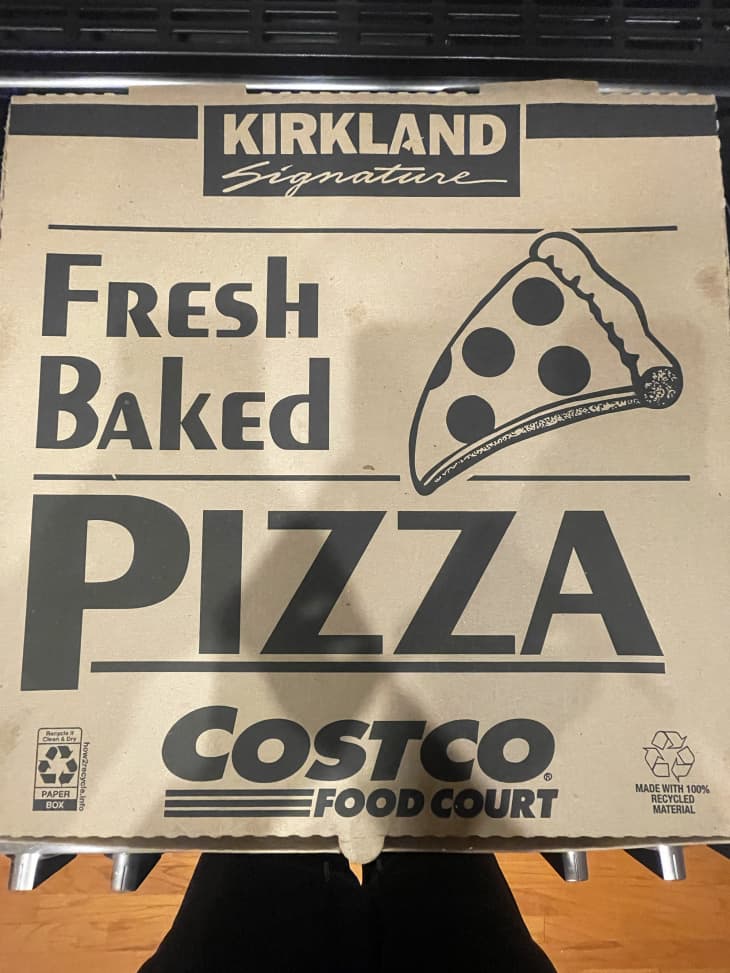 KIRKLAND
Signature
FRESH
BAKED
PIZZA
COSTCO®
FOOD COURT
Recycle if
Clean & Dry
PAPER
BOX
how2recycle.info
MADE WITH 100%
RECYCLED
MATERIAL